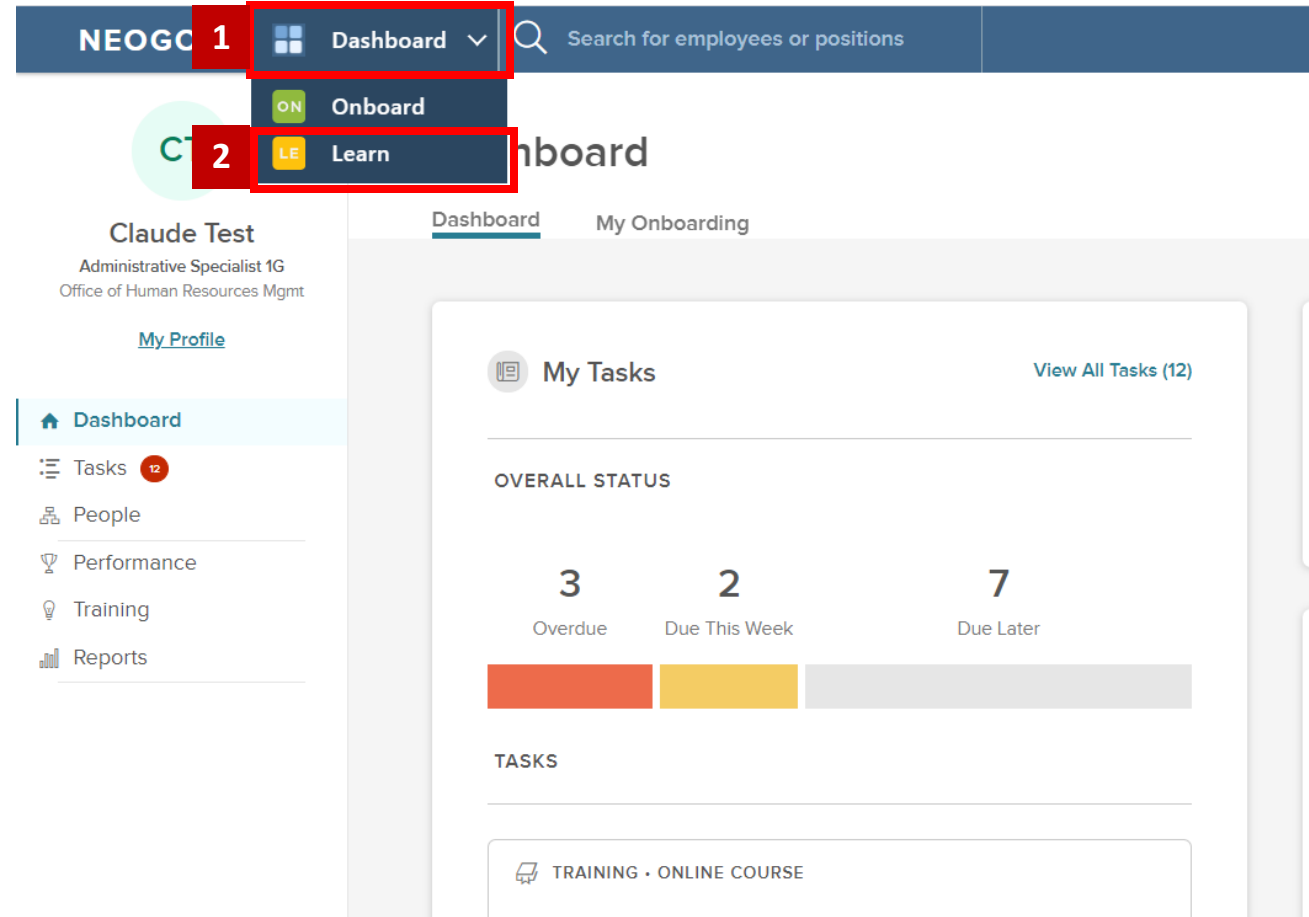 NEOGO
1
Dashboard
Search for employees or positions
ON Onboard
2
LE Learn
nboard
CT
Dashboard My Onboarding
Claude Test
Administrative Specialist 1G
Office of Human Resources Mgmt
My Profile
Dashboard
Tasks 12
People
Performance
Training
Reports
My Tasks
View All Tasks (12)
OVERALL STATUS
3 2 7
Overdue Due This Week Due Later
TASKS
TRAINING • ONLINE COURSE